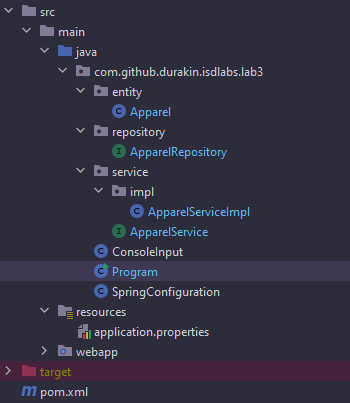 src
main
java
com.github.durakin.isdlabs.lab3
entity
C Apparel
repository
I ApparelRepository
service
impl
C ApparelServiceImpl
I ApparelService
C ConsoleInput
C Program
C SpringConfiguration
resources
application.properties
webapp
target
m pom.xml